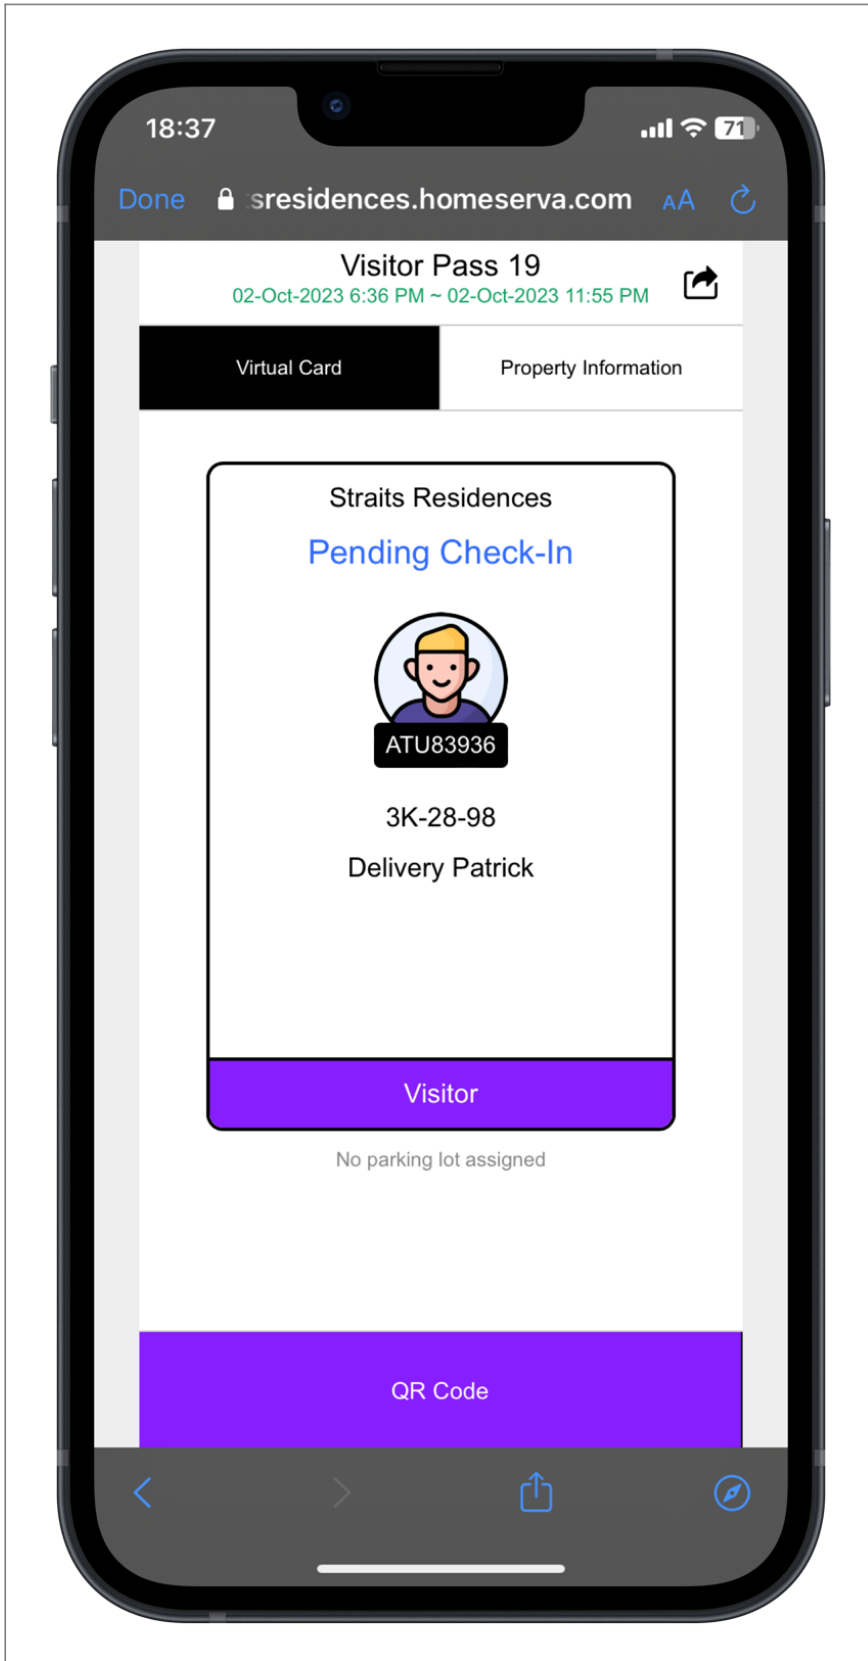 18:37
71
Done
sresidences.homeserva.com
AA
Visitor Pass 19
02-Oct-2023 6:36 PM ~ 02-Oct-2023 11:55 PM
Virtual Card
Property Information
Straits Residences
Pending Check-In
ATU83936
3K-28-98
Delivery Patrick
Visitor
No parking lot assigned
QR Code